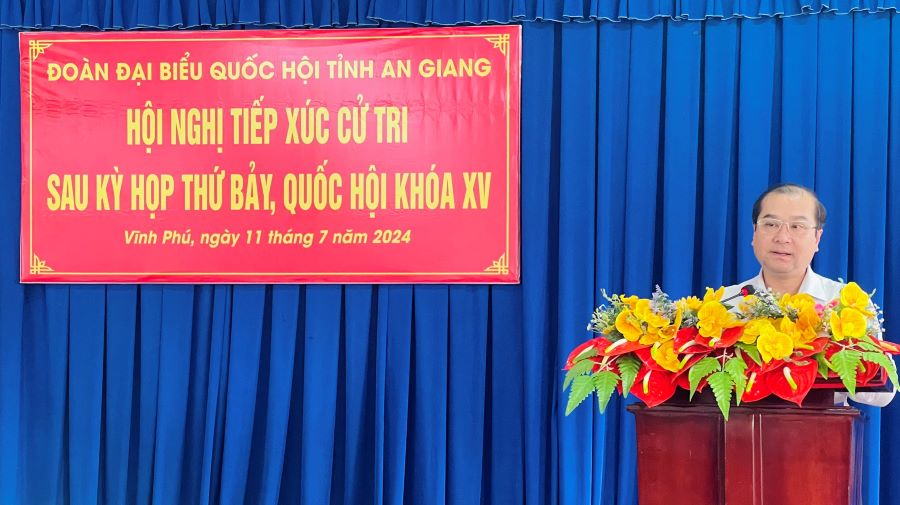 ĐOÀN ĐẠI BIỂU QUỐC HỘI TỈNH AN GIANG
HỘI NGHỊ TIẾP XÚC CỬ TRI
SAU KỲ HỌP THỨ BẢY, QUỐC HỘI KHÓA XV
Vĩnh Phú, ngày 11 tháng 7 năm 2024